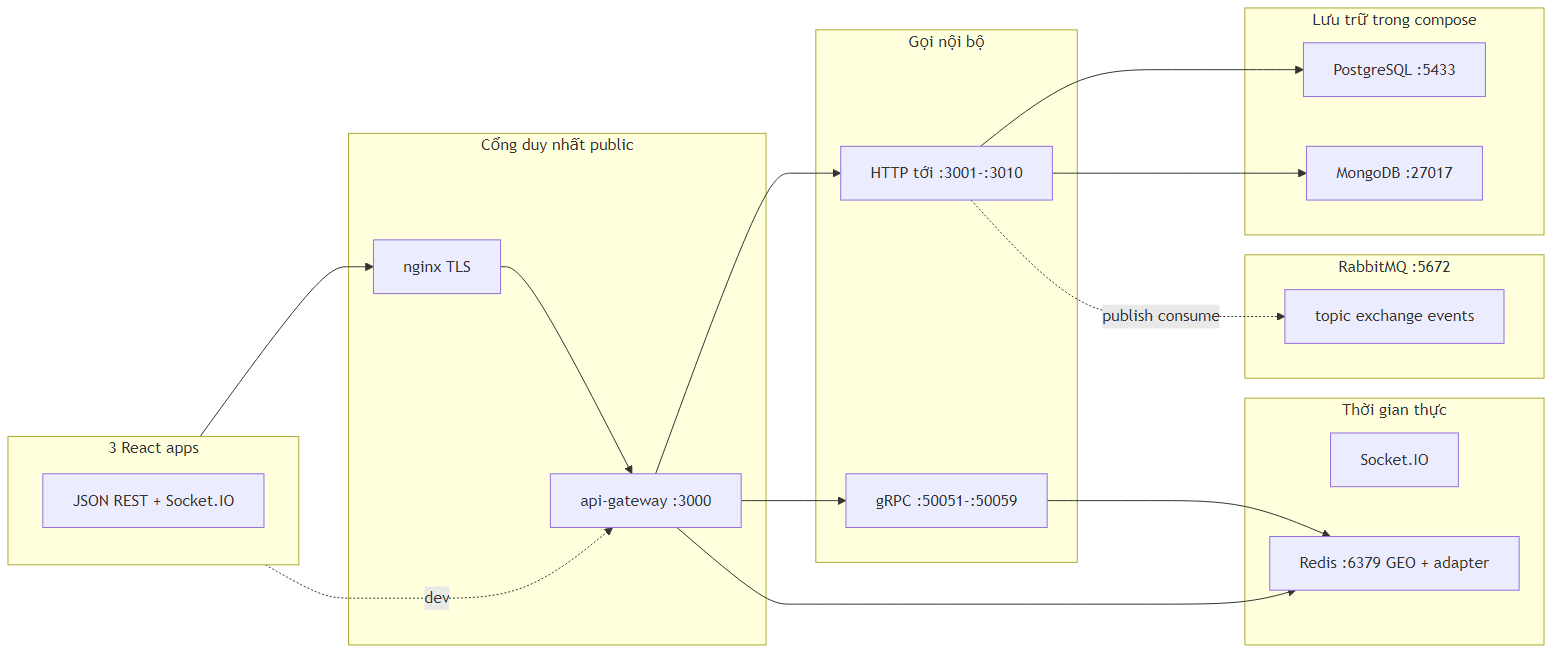 3 React apps
JSON REST + Socket.IO
Cổng duy nhất public
nginx TLS
api-gateway :3000
dev
Gọi nội bộ
HTTP tới :3001-:3010
gRPC :50051-:50059
publish consume
Lưu trữ trong compose
PostgreSQL :5433
MongoDB :27017
RabbitMQ :5672
topic exchange events
Thời gian thực
Socket.IO
Redis :6379 GEO + adapter